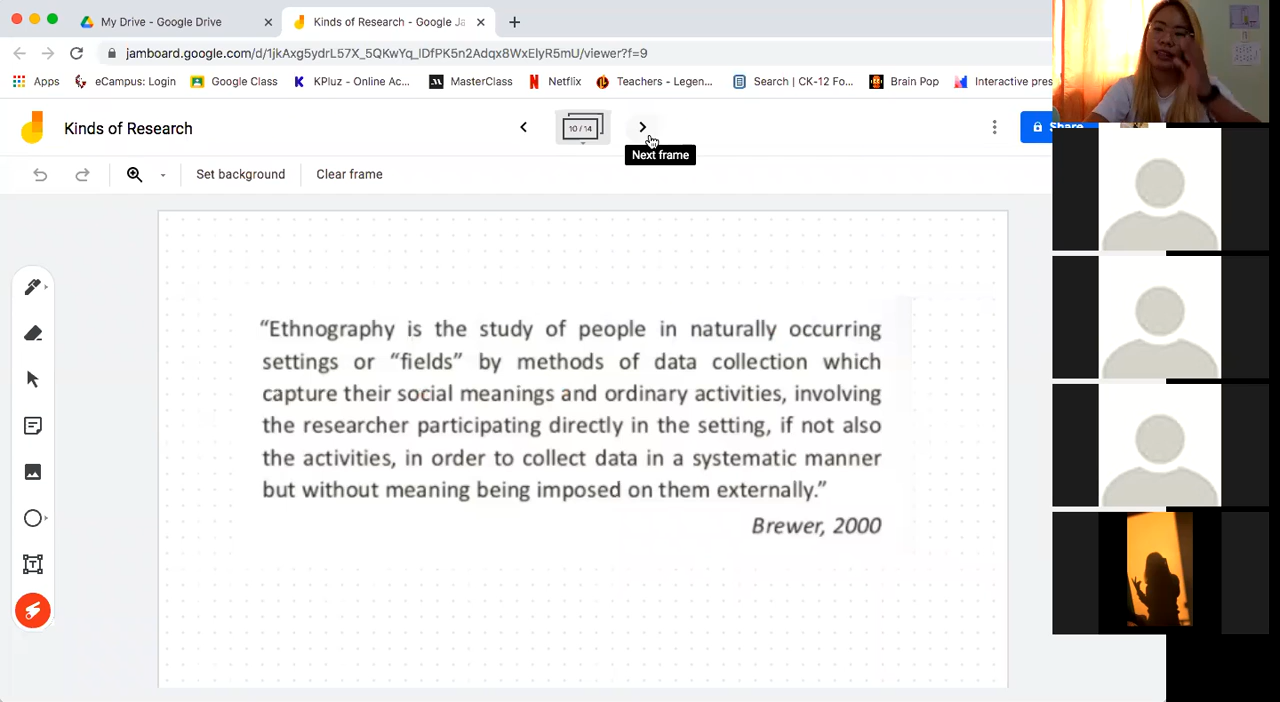 My Drive - Google Drive
Kinds of Research - Google Ja
jamboard.google.com/d/1jkAxg5ydrL57X_5QKwYq_lDfPK5n2Adqx8WxElyR5mU/viewer?f=9
Apps
eCampus: Login
Google Class
KPluz - Online Ac...
MasterClass
Netflix
Teachers - Legen...
Search | CK-12 Fo...
Brain Pop
Interactive pres
Kinds of Research
10 / 14
Share
Next frame
Set background
Clear frame
“Ethnography is the study of people in naturally occurring
settings or “fields” by methods of data collection which
capture their social meanings and ordinary activities, involving
the researcher participating directly in the setting, if not also
the activities, in order to collect data in a systematic manner
but without meaning being imposed on them externally.”
Brewer, 2000